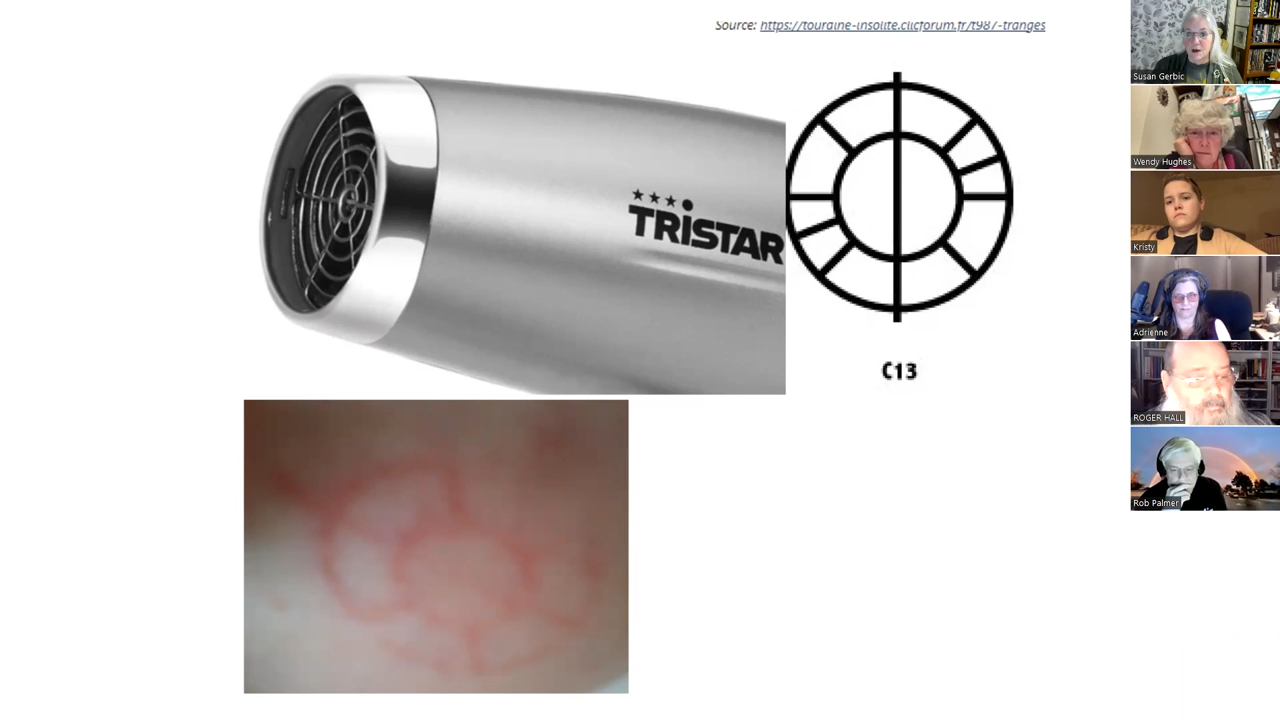 Source: https://touraine-insolite.clicforum.fr/t987-tranges
TRISTAR
C13
Susan Gerbic
Wendy Hughes
Kristy
Adrienne
ROGER HALL
Rob Palmer